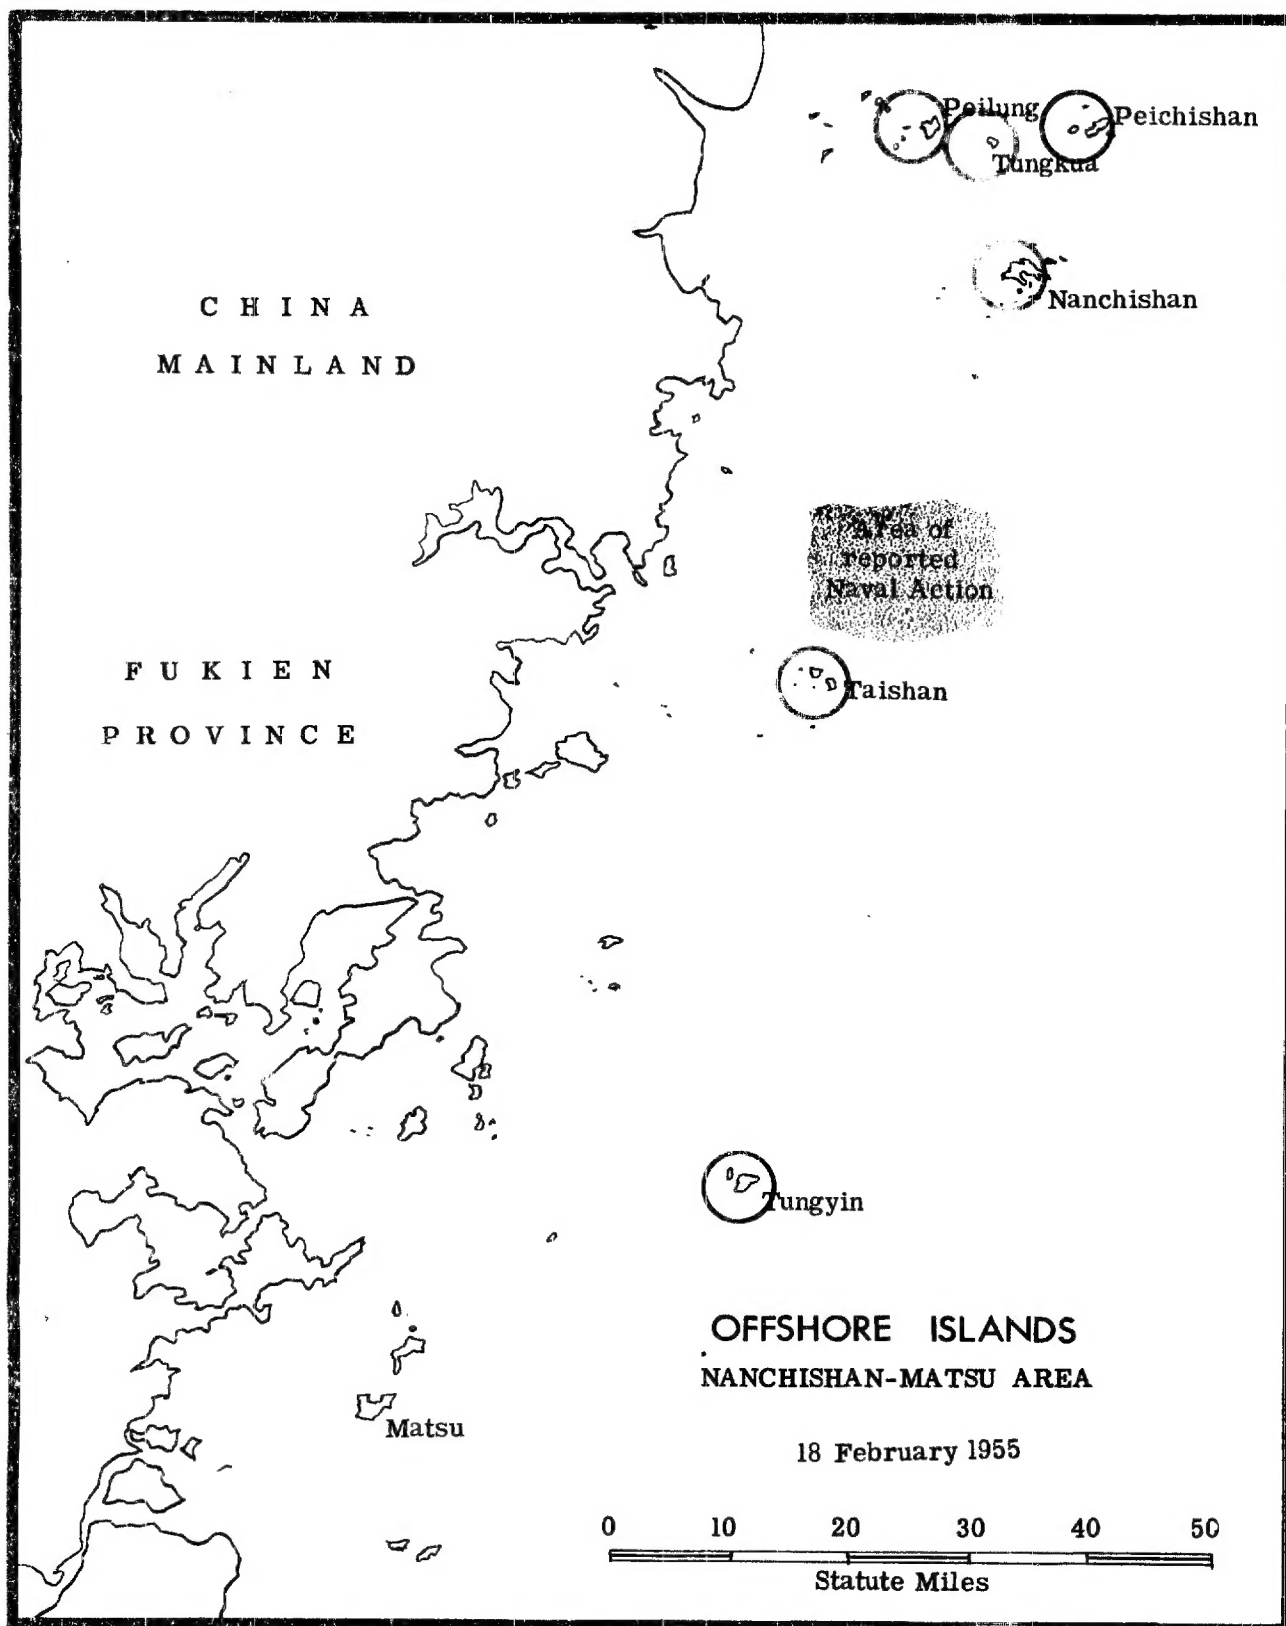 Peilung
Peichishan
Tungkua
Nanchishan
CHINA
MAINLAND
Area of
reported
Naval Action
FUKIEN
PROVINCE
Taishan
Tungyin
OFFSHORE ISLANDS
NANCHISHAN-MATSU AREA
Matsu
18 February 1955
0 10 20 30 40 50
Statute Miles